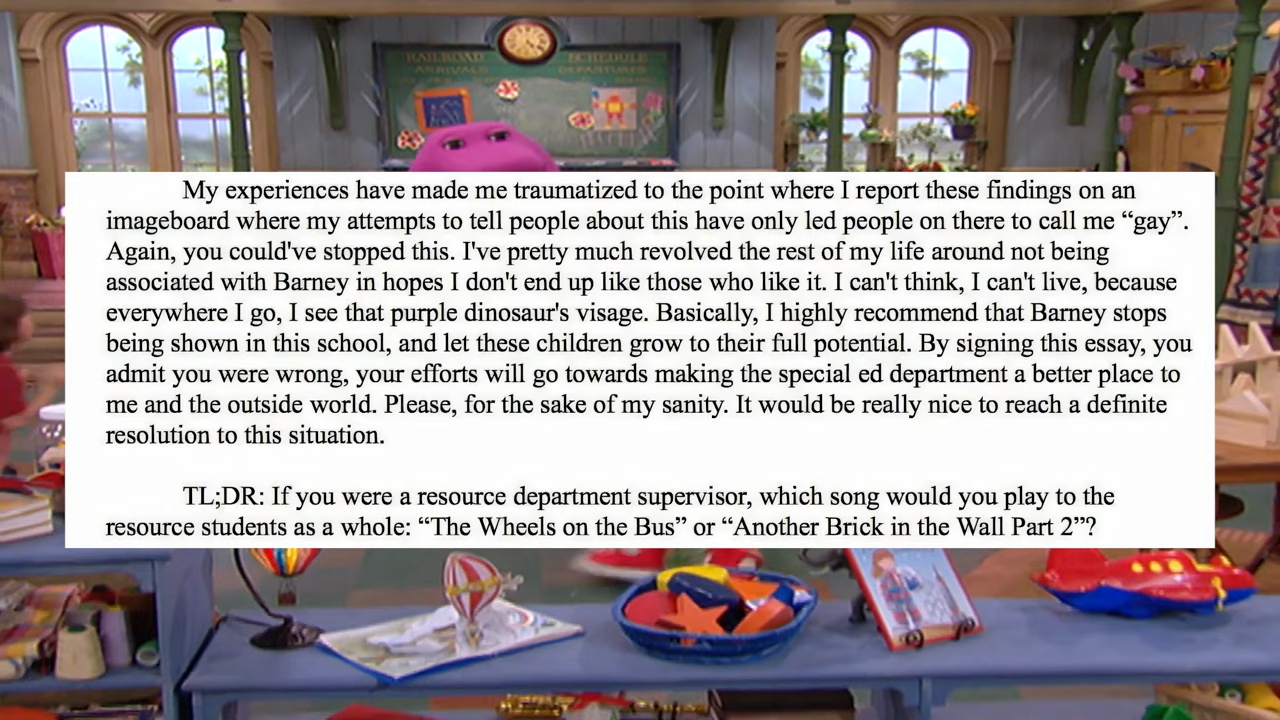 RAILROAD SCHEDULE
ARRIVALS DEPARTURES
My experiences have made me traumatized to the point where I report these findings on an
imageboard where my attempts to tell people about this have only led people on there to call me “gay”.
Again, you could've stopped this. I've pretty much revolved the rest of my life around not being
associated with Barney in hopes I don't end up like those who like it. I can't think, I can't live, because
everywhere I go, I see that purple dinosaur's visage. Basically, I highly recommend that Barney stops
being shown in this school, and let these children grow to their full potential. By signing this essay, you
admit you were wrong, your efforts will go towards making the special ed department a better place to
me and the outside world. Please, for the sake of my sanity. It would be really nice to reach a definite
resolution to this situation.
TL;DR: If you were a resource department supervisor, which song would you play to the
resource students as a whole: “The Wheels on the Bus” or “Another Brick in the Wall Part 2”?